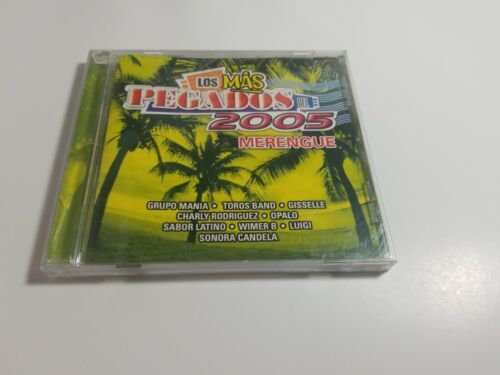 LOS MÁS
PEGADOS DEL
2005
MERENGUE
GRUPO MANIA • TOROS BAND • GISSELLE
CHARLY RODRIGUEZ • OPALO
SABOR LATINO • WIMER B • LUIGI
SONORA CANDELA